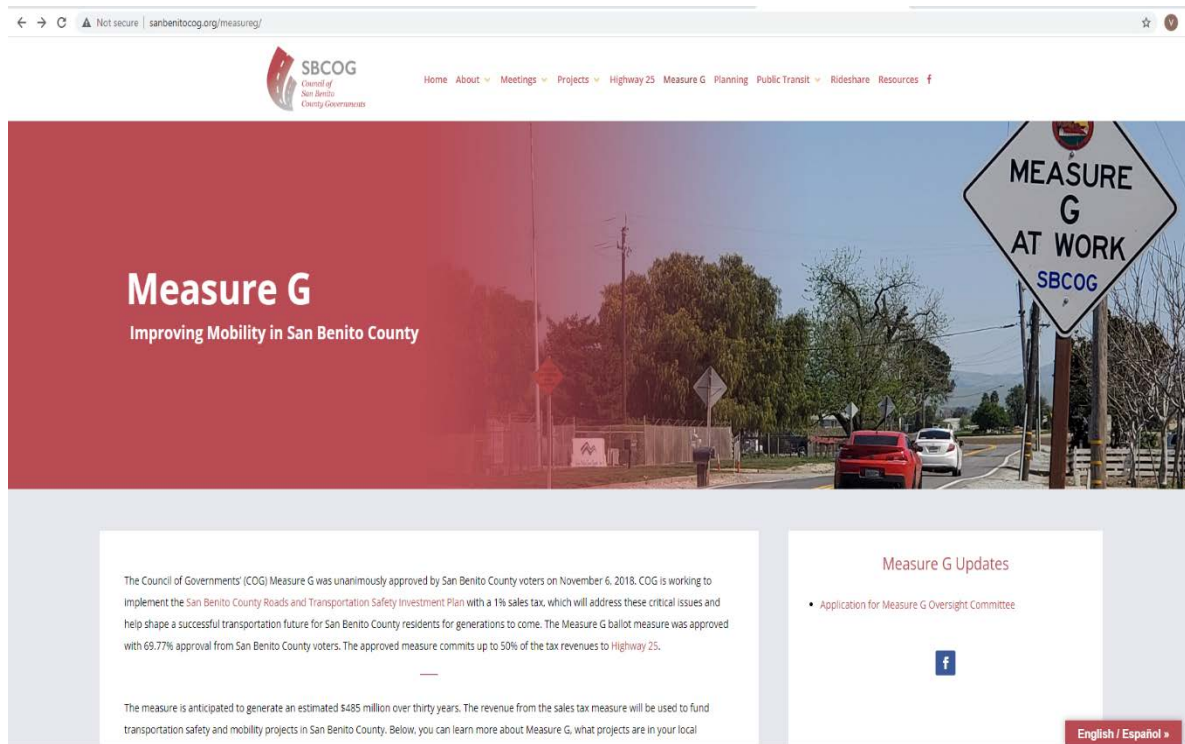 Not secure | sanbenitocog.org/measureg/
V
SBCOG
Council of
San Benito
County Governments
Home About Meetings Projects Highway 25 Measure G Planning Public Transit Rideshare Resources f
MEASURE
G
AT WORK
SBCOG
Measure G
Improving Mobility in San Benito County
The Council of Governments' (COG) Measure G was unanimously approved by San Benito County voters on November 6, 2018. COG is working to
implement the San Benito County Roads and Transportation Safety Investment Plan with a 1% sales tax, which will address these critical issues and
help shape a successful transportation future for San Benito County residents for generations to come. The Measure G ballot measure was approved
with 69.77% approval from San Benito County voters. The approved measure commits up to 50% of the tax revenues to Highway 25.
The measure is anticipated to generate an estimated $485 million over thirty years. The revenue from the sales tax measure will be used to fund
transportation safety and mobility projects in San Benito County. Below, you can learn more about Measure G, what projects are in your local
Measure G Updates
• Application for Measure G Oversight Committee
f
English / Español »